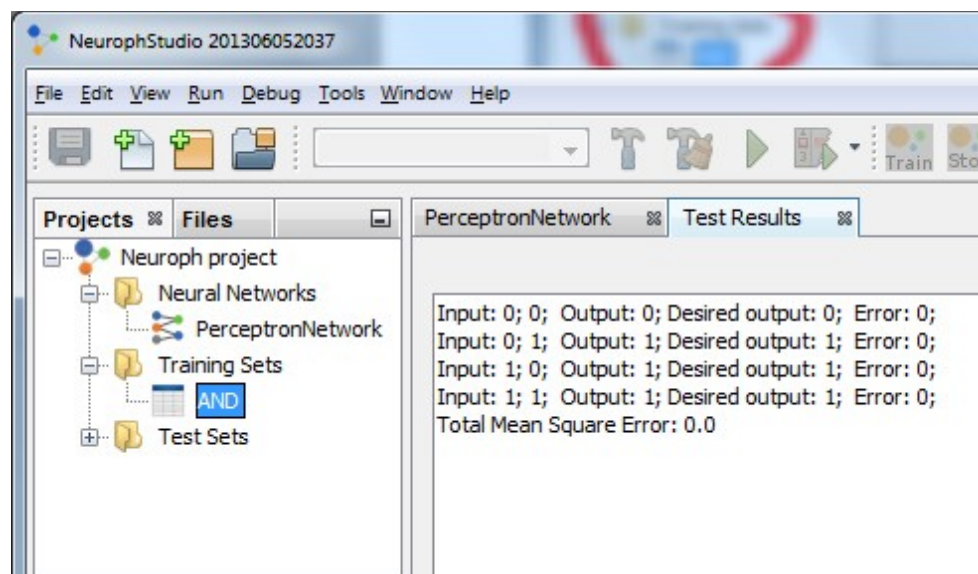 NeurophStudio 201306052037
File Edit View Run Debug Tools Window Help
Train Sto
Projects Files
PerceptronNetwork Test Results
Neuroph project
Neural Networks
PerceptronNetwork
Training Sets
AND
Test Sets
Input: 0; 0; Output: 0; Desired output: 0; Error: 0;
Input: 0; 1; Output: 1; Desired output: 1; Error: 0;
Input: 1; 0; Output: 1; Desired output: 1; Error: 0;
Input: 1; 1; Output: 1; Desired output: 1; Error: 0;
Total Mean Square Error: 0.0